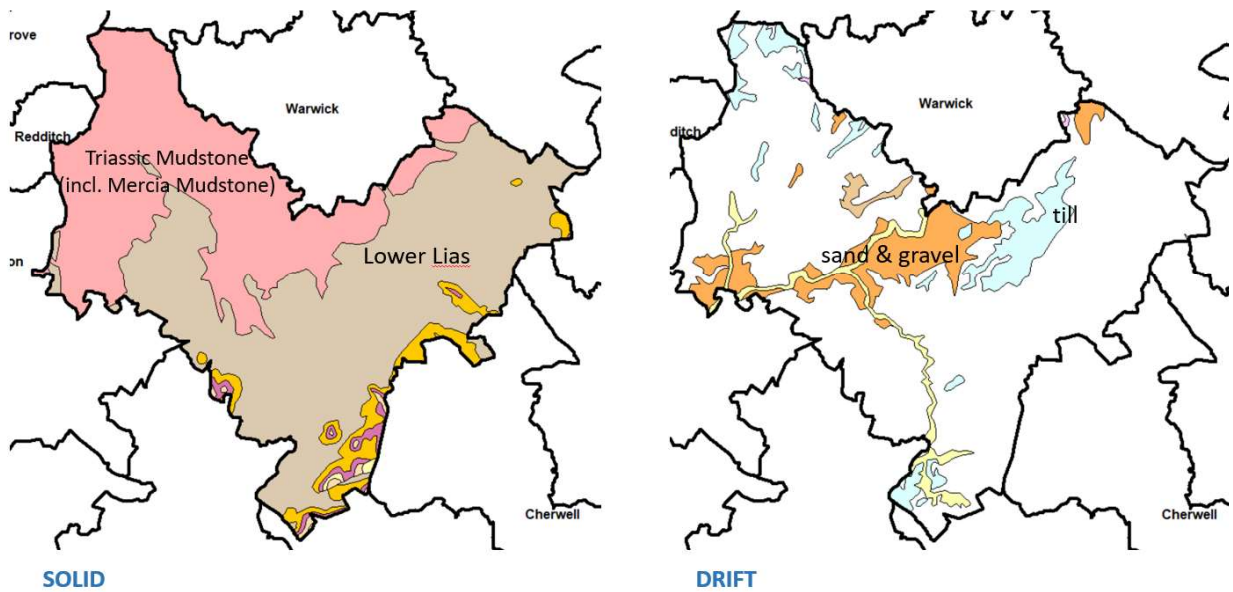 rove
Warwick
Redditch
Triassic Mudstone
(incl. Mercia Mudstone)
on
Lower Lias
Cherwell
SOLID
Warwick
ditch
till
sand & gravel
Cherwell
DRIFT